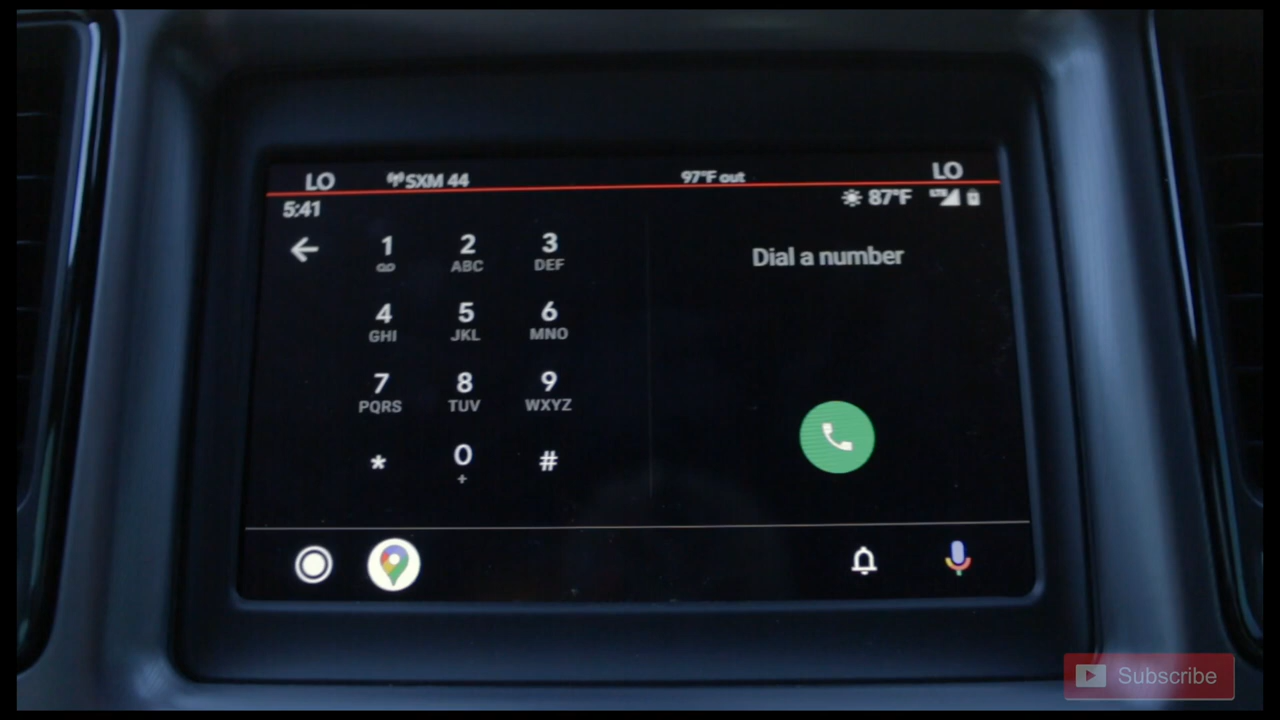 LO SXM 44 97°F out LO
5:41 87°F LTE
1 2 ABC 3 DEF
Dial a number
4 GHI 5 JKL 6 MNO
7 PQRS 8 TUV 9 WXYZ
* 0 + #
Subscribe